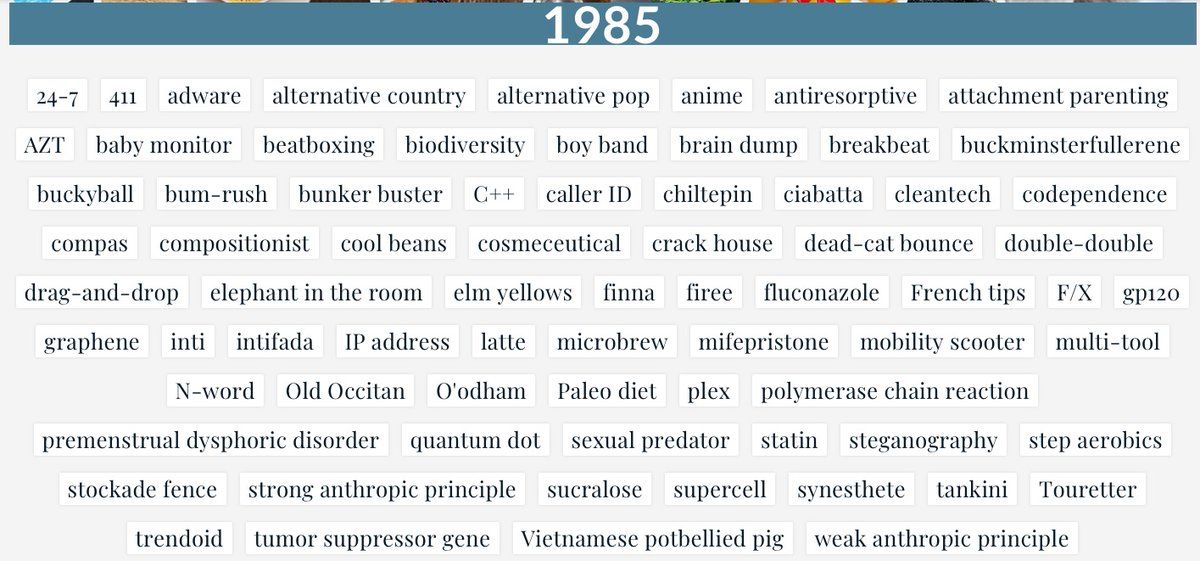 1985
24-7 411 adware alternative country alternative pop anime antiresorptive attachment parenting
AZT baby monitor beatboxing biodiversity boy band brain dump breakbeat buckminsterfullerene
buckyball bum-rush bunker buster C++ caller ID chiltepin ciabatta cleantech codependence
compas compositionist cool beans cosmeceutical crack house dead-cat bounce double-double
drag-and-drop elephant in the room elm yellows finna firee fluconazole French tips F/X gp120
graphene inti intifada IP address latte microbrew mifepristone mobility scooter multi-tool
N-word Old Occitan O'odham Paleo diet plex polymerase chain reaction
premenstrual dysphoric disorder quantum dot sexual predator statin steganography step aerobics
stockade fence strong anthropic principle sucralose supercell synesthete tankini Touretter
trendoid tumor suppressor gene Vietnamese potbellied pig weak anthropic principle